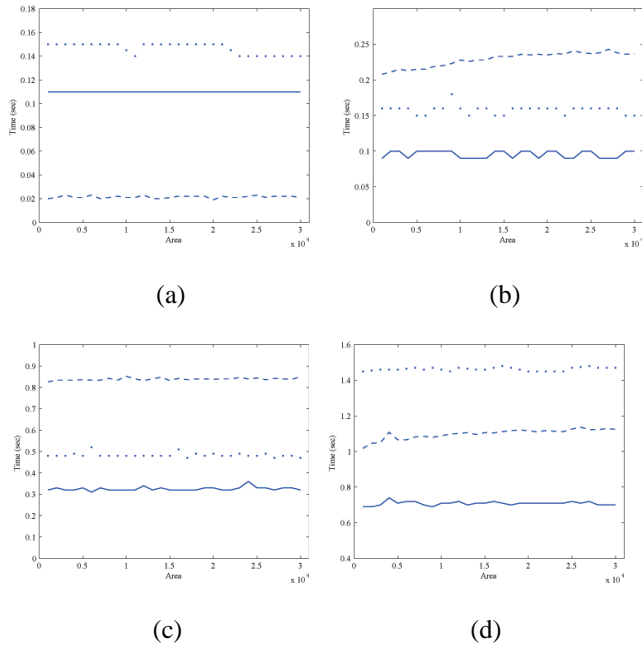 0.18
0.16
0.14
0.12
0.1
0.08
0.06
0.04
0.02
0
Time (sec)
0 0.5 1 1.5 2 2.5 3
Area
x 10⁴
(a)
0.25
0.2
0.15
0.1
0.05
0
Time (sec)
0 0.5 1 1.5 2 2.5 3
Area
x 10⁴
(b)
1
0.9
0.8
0.7
0.6
0.5
0.4
0.3
0.2
0.1
0
Time (sec)
0 0.5 1 1.5 2 2.5 3
Area
x 10⁴
(c)
1.6
1.4
1.2
1
0.8
0.6
0.4
Time (sec)
0 0.5 1 1.5 2 2.5 3
Area
x 10⁴
(d)